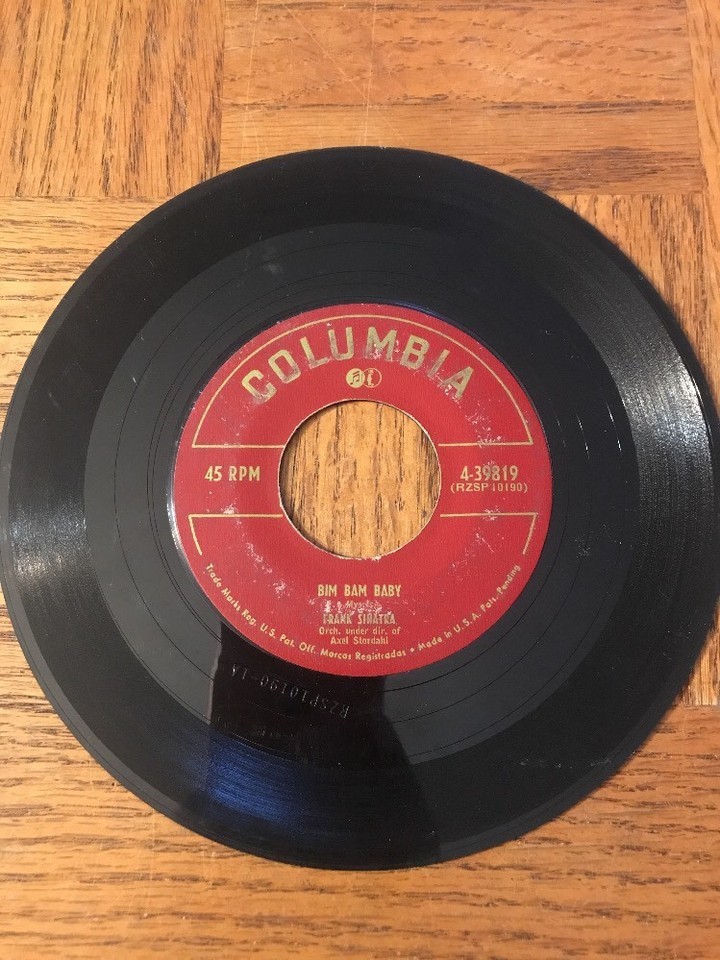 COLUMBIA
45 RPM
4-39819
(RZSP 10190)
BIM BAM BABY
FRANK SINATRA
Orch. under dir. of
Axel Stordahl
Trade Marks Reg. U.S. Pat. Off. Marcas Registradas • Made in U.S.A. Pats. Pending
RZSP10190-1A